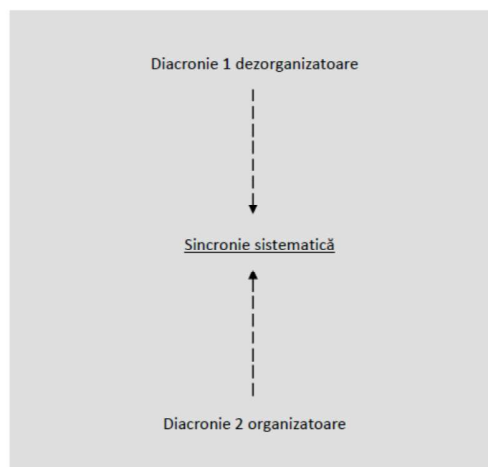 Diacronie 1 dezorganizatoare
Sincronie sistematică
Diacronie 2 organizatoare